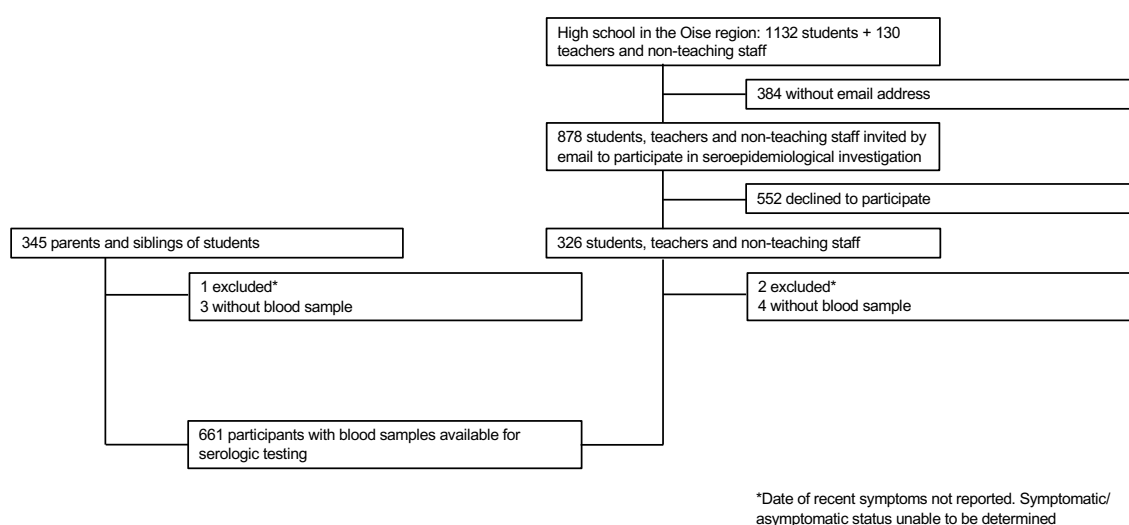 High school in the Oise region: 1132 students + 130
teachers and non-teaching staff
384 without email address
878 students, teachers and non-teaching staff invited by
email to participate in seroepidemiological investigation
552 declined to participate
345 parents and siblings of students
326 students, teachers and non-teaching staff
1 excluded*
3 without blood sample
2 excluded*
4 without blood sample
661 participants with blood samples available for
serologic testing
*Date of recent symptoms not reported. Symptomatic/
asymptomatic status unable to be determined